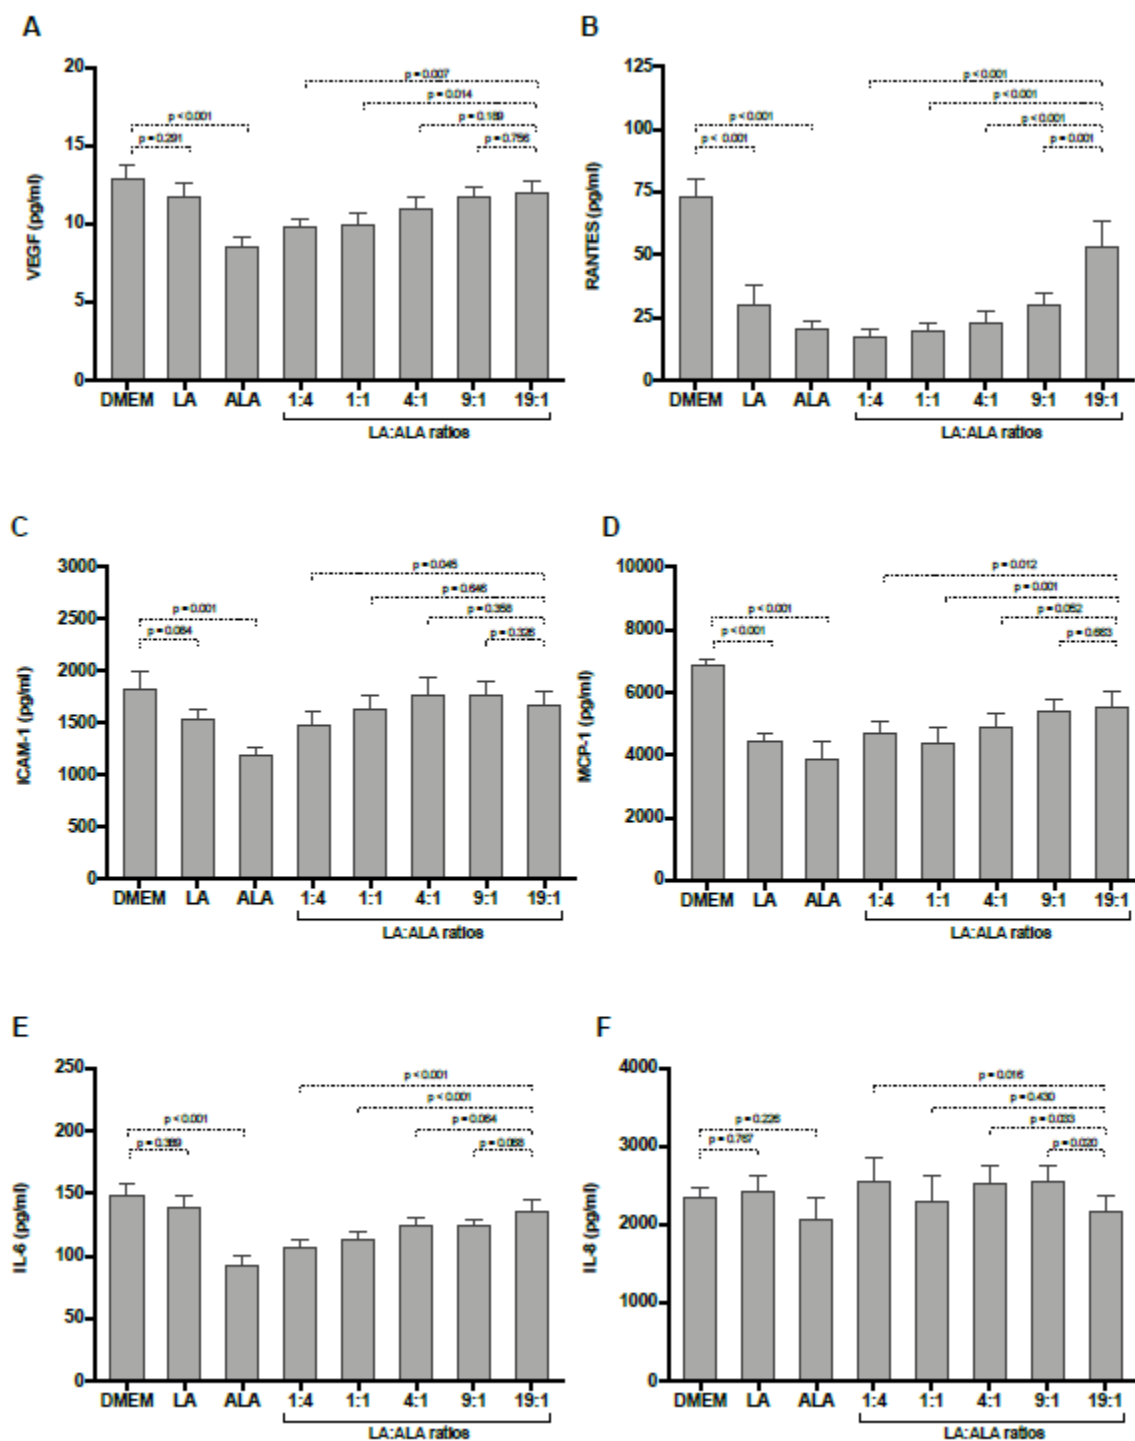 A
VEGF (pg/ml)
20
15
10
5
0
p = 0.007
p = 0.014
p < 0.001
p = 0.189
p = 0.291
p = 0.756
DMEM LA ALA 1:4 1:1 4:1 9:1 19:1
LA:ALA ratios
B
RANTES (pg/ml)
125
100
75
50
25
0
p < 0.001
p < 0.001
p < 0.001
p < 0.001
p < 0.001
p = 0.001
DMEM LA ALA 1:4 1:1 4:1 9:1 19:1
LA:ALA ratios
C
ICAM-1 (pg/ml)
3000
2500
2000
1500
1000
500
0
p = 0.045
p = 0.646
p = 0.001
p = 0.358
p = 0.064
p = 0.326
DMEM LA ALA 1:4 1:1 4:1 9:1 19:1
LA:ALA ratios
D
MCP-1 (pg/ml)
10000
8000
6000
4000
2000
0
p = 0.012
p = 0.001
p < 0.001
p = 0.052
p < 0.001
p = 0.663
DMEM LA ALA 1:4 1:1 4:1 9:1 19:1
LA:ALA ratios
E
IL-6 (pg/ml)
250
200
150
100
50
0
p < 0.001
p < 0.001
p < 0.001
p = 0.064
p = 0.369
p = 0.068
DMEM LA ALA 1:4 1:1 4:1 9:1 19:1
LA:ALA ratios
F
IL-8 (pg/ml)
4000
3000
2000
1000
0
p = 0.016
p = 0.430
p = 0.226
p = 0.033
p = 0.767
p = 0.020
DMEM LA ALA 1:4 1:1 4:1 9:1 19:1
LA:ALA ratios